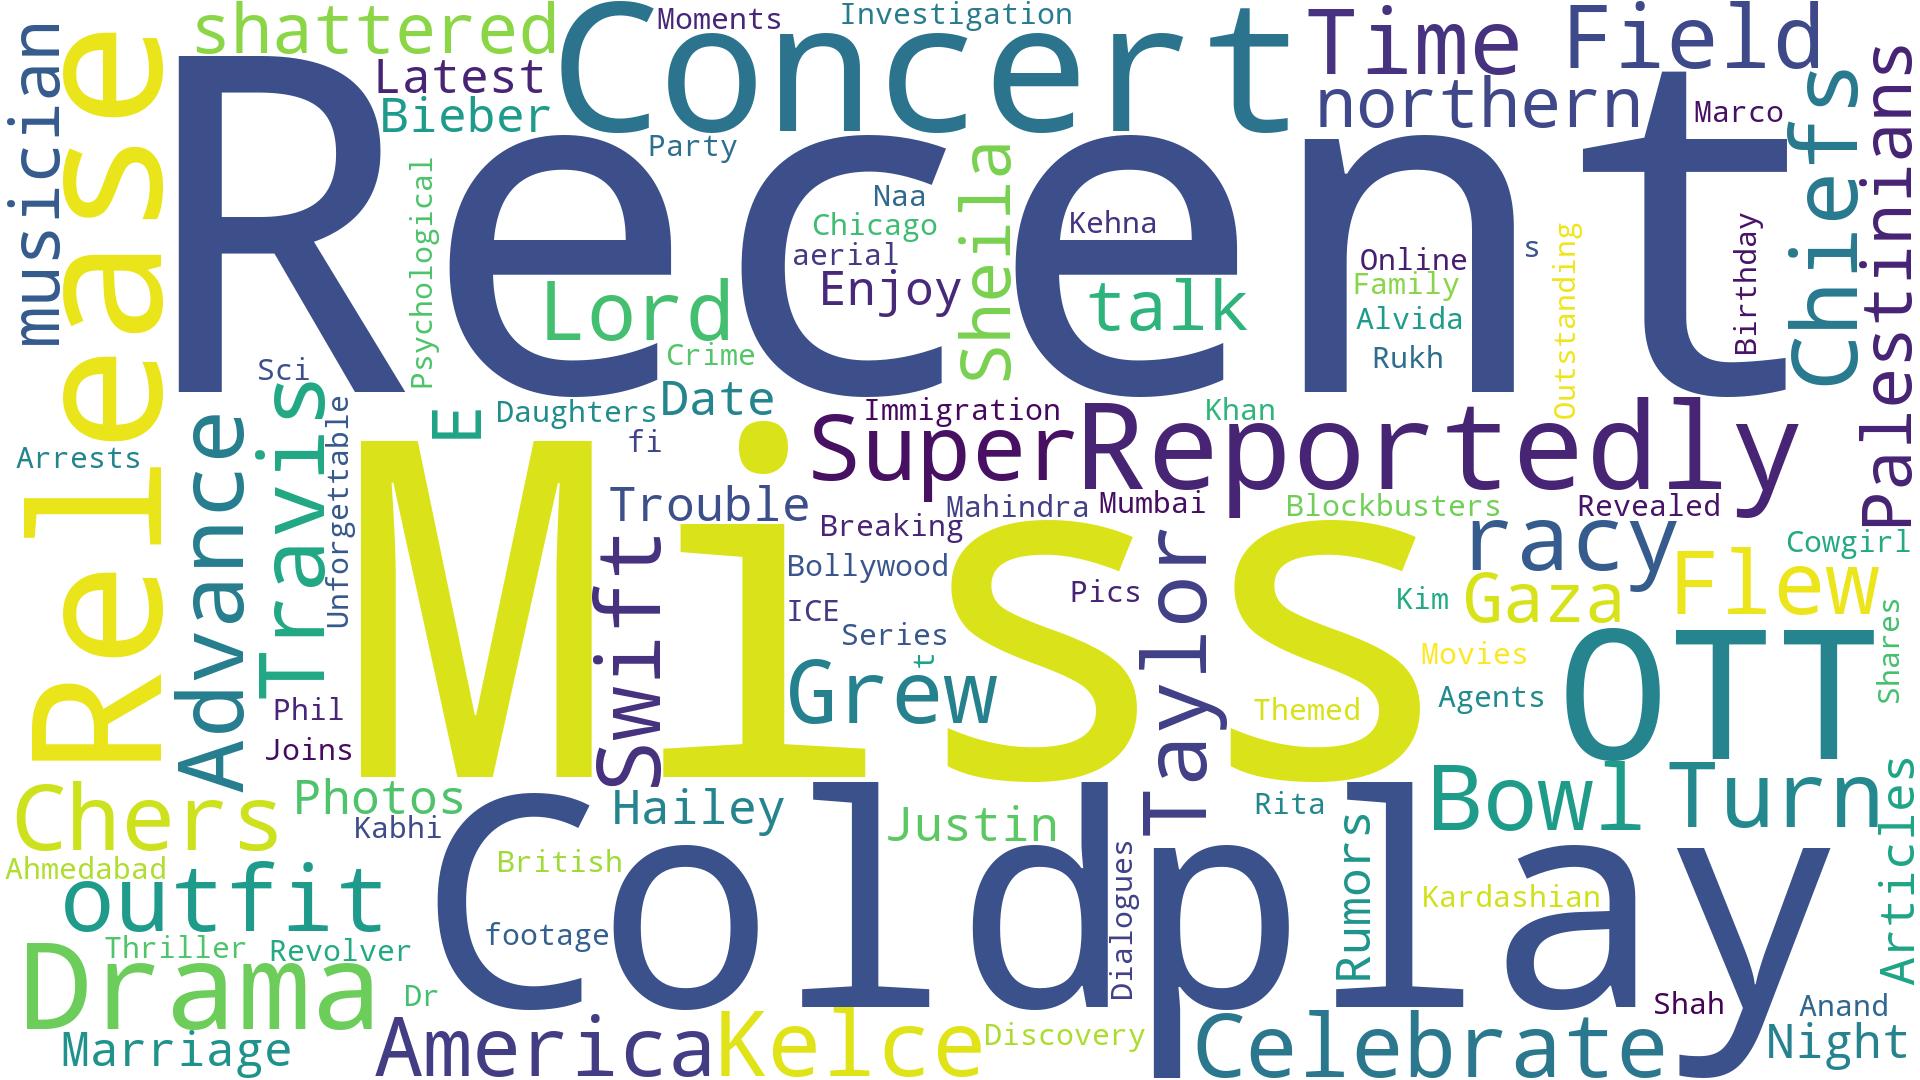 shattered
Moments
Investigation
Concert
Time
Field
musician
Release
Latest
Bieber
northern
Marco
Chiefs
Palestinians
Recent
Party
Psychological
Naa
Chicago
aerial
Enjoy
Sheila
Kehna
Lord
talk
Online
Family
Alvida
Rukh
s
Outstanding
Birthday
Crime
Sci
Travis
Advance
Unforgettable
E
Daughters
Date
fi
Immigration
Khan
Super
Reportedly
Arrests
Miss
Trouble
Mahindra
Mumbai
Blockbusters
Revealed
Breaking
racy
Cowgirl
Swift
Bollywood
Pics
Taylor
Kim
Gaza
Flew
ICE
Series
t
Grew
Movies
OTT
Shares
Phil
Themed
Agents
Joins
Chers
Photos
Hailey
Justin
Rita
Bowl
Turn
Kabhi
Coldplay
Articles
Ahmedabad
British
Dialogues
Rumors
outfit
Kardashian
footage
Thriller
Revolver
Drama
Dr
Shah
Anand
Marriage
America
Kelce
Discovery
Celebrate
Night